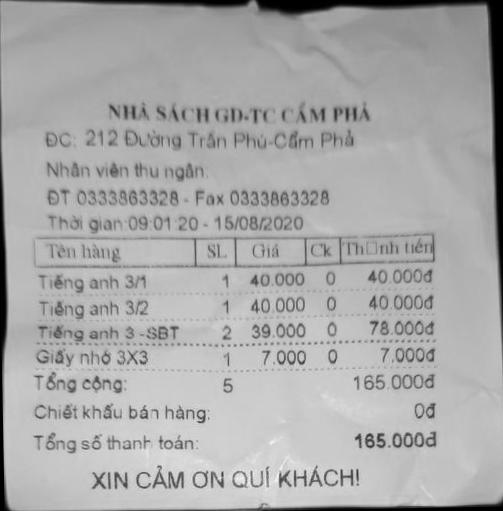 NHÀ SÁCH GD-TC CẨM PHẢ
ĐC: 212 Đường Trần Phú-Cẩm Phả
Nhân viên thu ngân:
ĐT 0333863328 - Fax 0333863328
Thời gian:09:01:20 - 15/08/2020
Tên hàng SL Giá Ck Th□nh tiền
Tiếng anh 3/1 1 40.000 0 40.000đ
Tiếng anh 3/2 1 40.000 0 40.000đ
Tiếng anh 3 -SBT 2 39.000 0 78.000đ
Giấy nhớ 3X3 1 7.000 0 7.000đ
Tổng cộng: 5 165.000đ
Chiết khấu bán hàng: 0đ
Tổng số thanh toán: 165.000đ
XIN CẢM ƠN QUÍ KHÁCH!